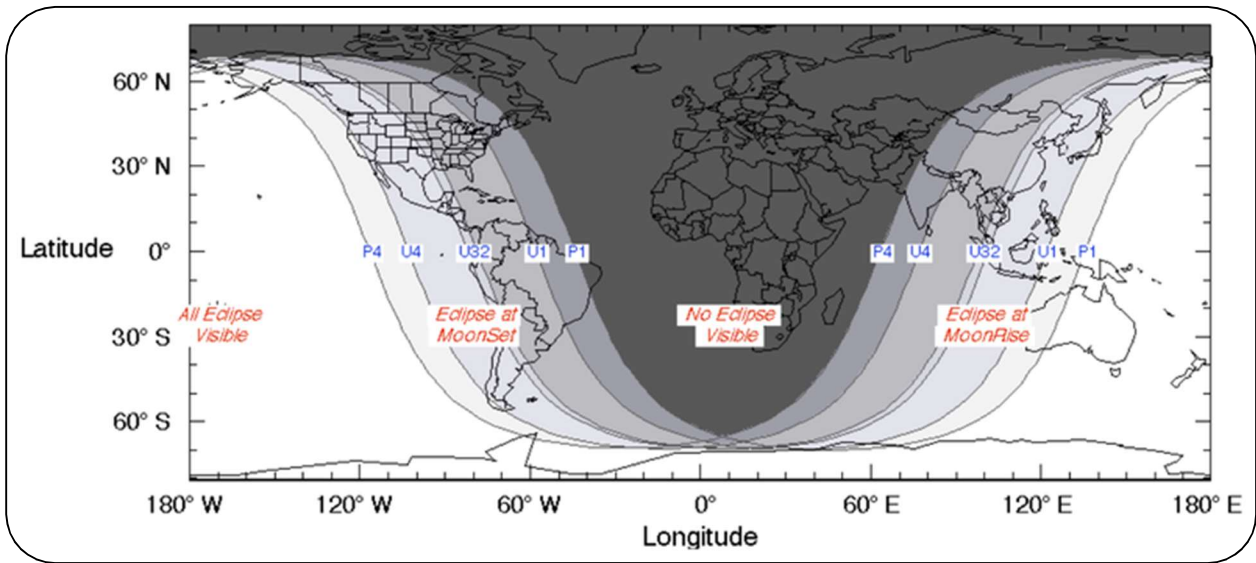 60° N
30° N
Latitude
0°
30° S
60° S
P4 U4 U32 U1 P1
P4 U4 U32 U1 P1
All Eclipse
Visible
Eclipse at
MoonSet
No Eclipse
Visible
Eclipse at
MoonRise
180° W 120° W 60° W 0° 60° E 120° E 180° E
Longitude